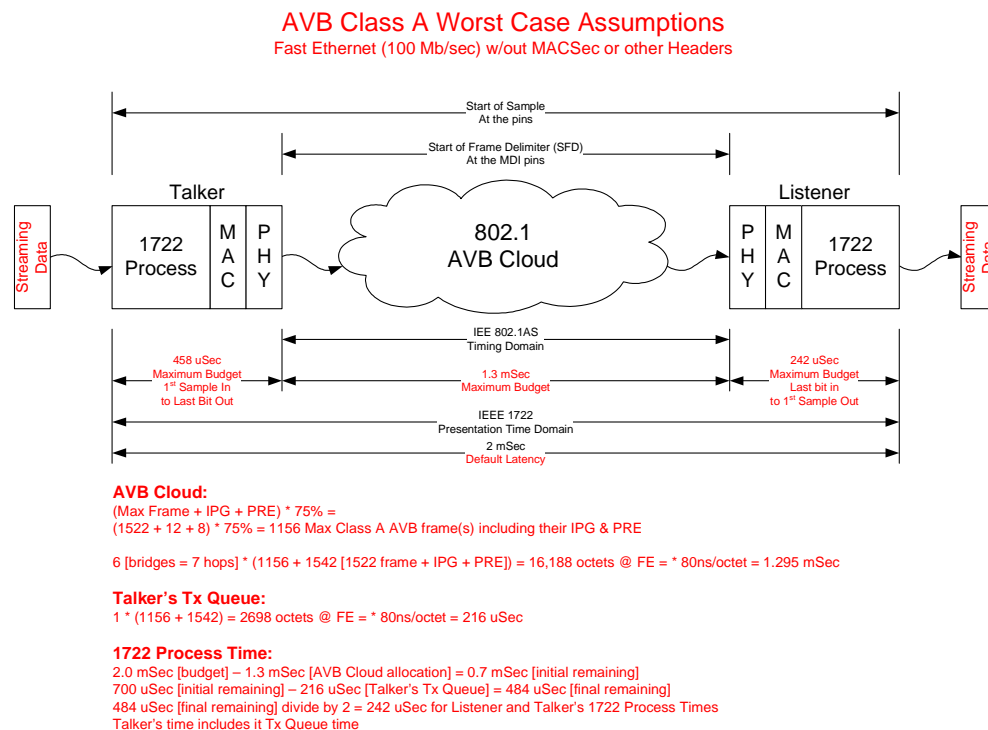 AVB Class A Worst Case Assumptions
Fast Ethernet (100 Mb/sec) w/out MACSec or other Headers
Start of Sample
At the pins
Start of Frame Delimiter (SFD)
At the MDI pins
Talker
Listener
Streaming
Data
1722
Process
M
A
C
P
H
Y
802.1
AVB Cloud
P
H
Y
M
A
C
1722
Process
Streaming
Data
IEE 802.1AS
Timing Domain
458 uSec
Maximum Budget
1st Sample In
to Last Bit Out
1.3 mSec
Maximum Budget
242 uSec
Maximum Budget
Last bit in
to 1st Sample Out
IEEE 1722
Presentation Time Domain
2 mSec
Default Latency
AVB Cloud:
(Max Frame + IPG + PRE) * 75% =
(1522 + 12 + 8) * 75% = 1156 Max Class A AVB frame(s) including their IPG & PRE
6 [bridges = 7 hops] * (1156 + 1542 [1522 frame + IPG + PRE]) = 16,188 octets @ FE = * 80ns/octet = 1.295 mSec
Talker's Tx Queue:
1 * (1156 + 1542) = 2698 octets @ FE = * 80ns/octet = 216 uSec
1722 Process Time:
2.0 mSec [budget] – 1.3 mSec [AVB Cloud allocation] = 0.7 mSec [initial remaining]
700 uSec [initial remaining] – 216 uSec [Talker's Tx Queue] = 484 uSec [final remaining]
484 uSec [final remaining] divide by 2 = 242 uSec for Listener and Talker's 1722 Process Times
Talker's time includes it Tx Queue time